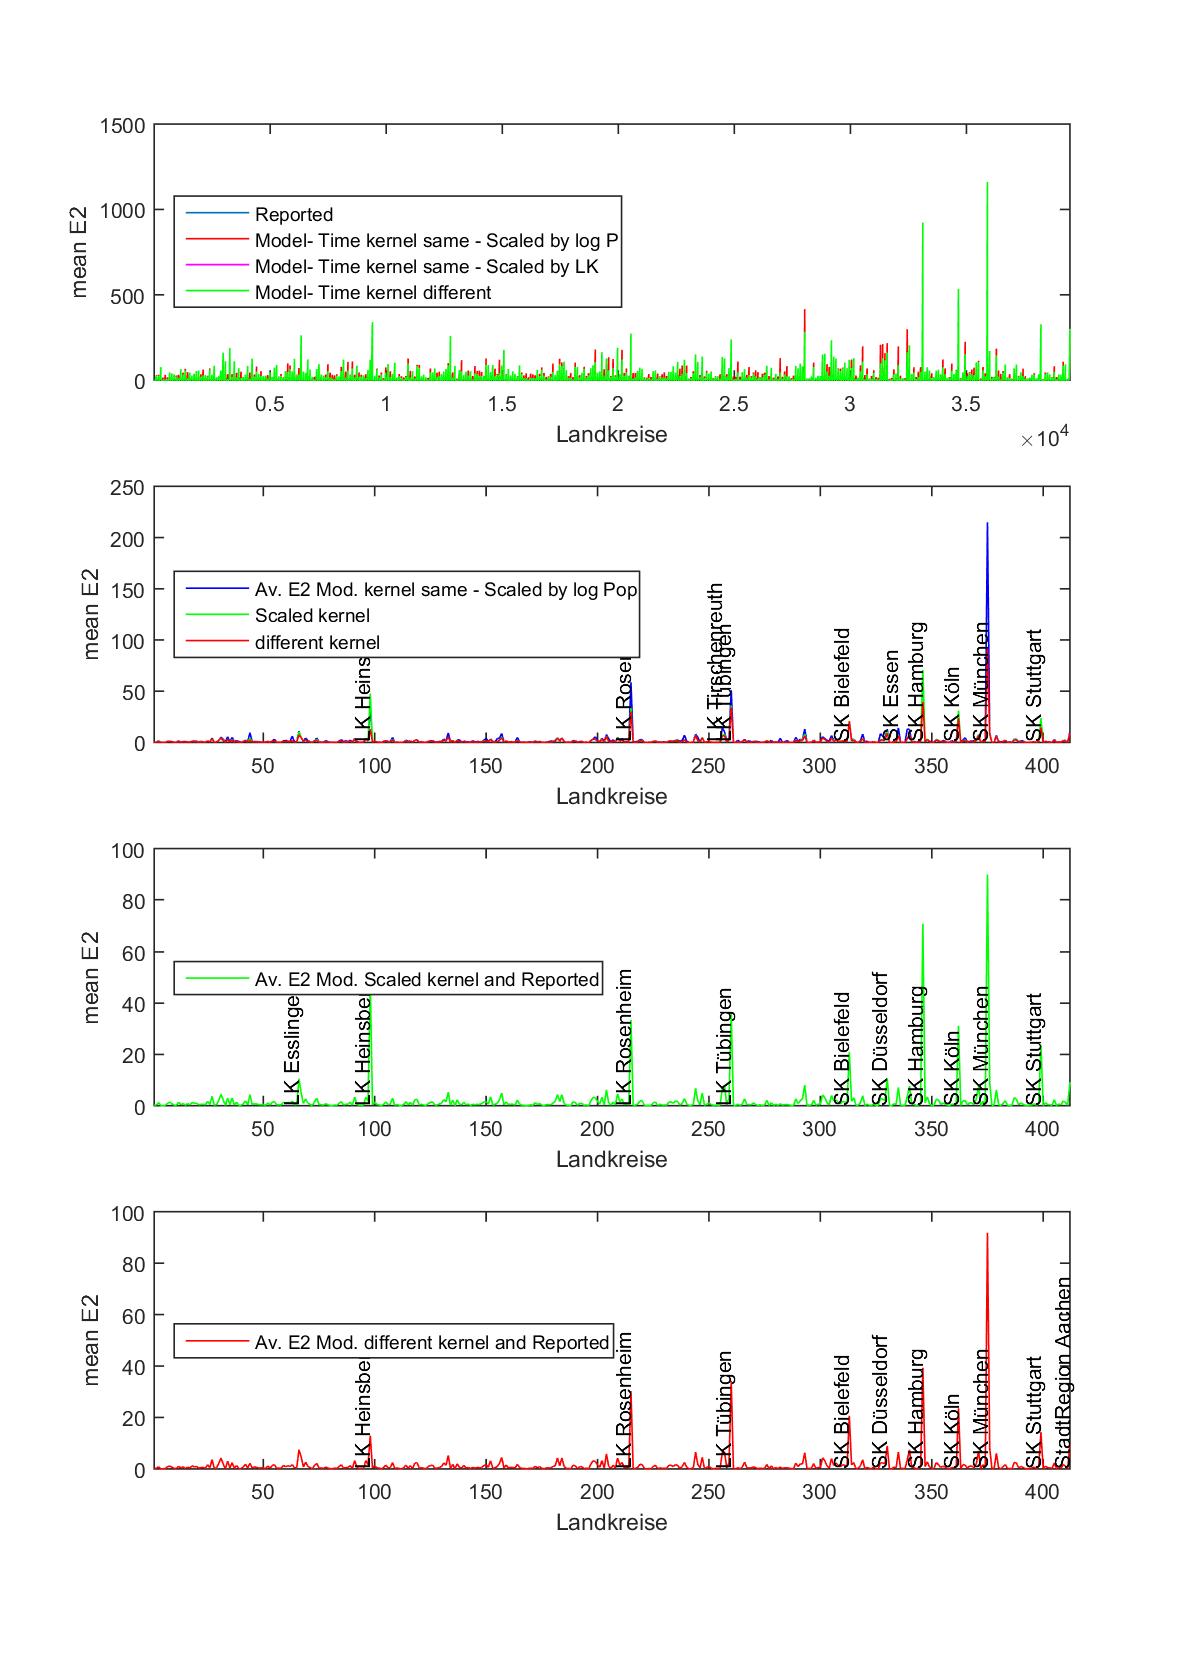 1500
1000
500
0
mean E2
Reported
Model- Time kernel same - Scaled by log P
Model- Time kernel same - Scaled by LK
Model- Time kernel different
0.5 1 1.5 2 2.5 3 3.5
×10^4
Landkreise
250
200
150
100
50
0
mean E2
Av. E2 Mod. kernel same - Scaled by log Pop
Scaled kernel
different kernel
LK Heins
LK Rosen
LK Tirschenreuth
LK Tübingen
SK Bielefeld
SK Essen
SK Hamburg
SK Köln
SK München
SK Stuttgart
50 100 150 200 250 300 350 400
Landkreise
100
80
60
40
20
0
mean E2
Av. E2 Mod. Scaled kernel and Reported
LK Esslinge
LK Heinsbe
LK Rosenheim
LK Tübingen
SK Bielefeld
SK Düsseldorf
SK Hamburg
SK Köln
SK München
SK Stuttgart
50 100 150 200 250 300 350 400
Landkreise
100
80
60
40
20
0
mean E2
Av. E2 Mod. different kernel and Reported
LK Heinsbe
LK Rosenheim
LK Tübingen
SK Bielefeld
SK Düsseldorf
SK Hamburg
SK Köln
SK München
SK Stuttgart
StadtRegion Aachen
50 100 150 200 250 300 350 400
Landkreise